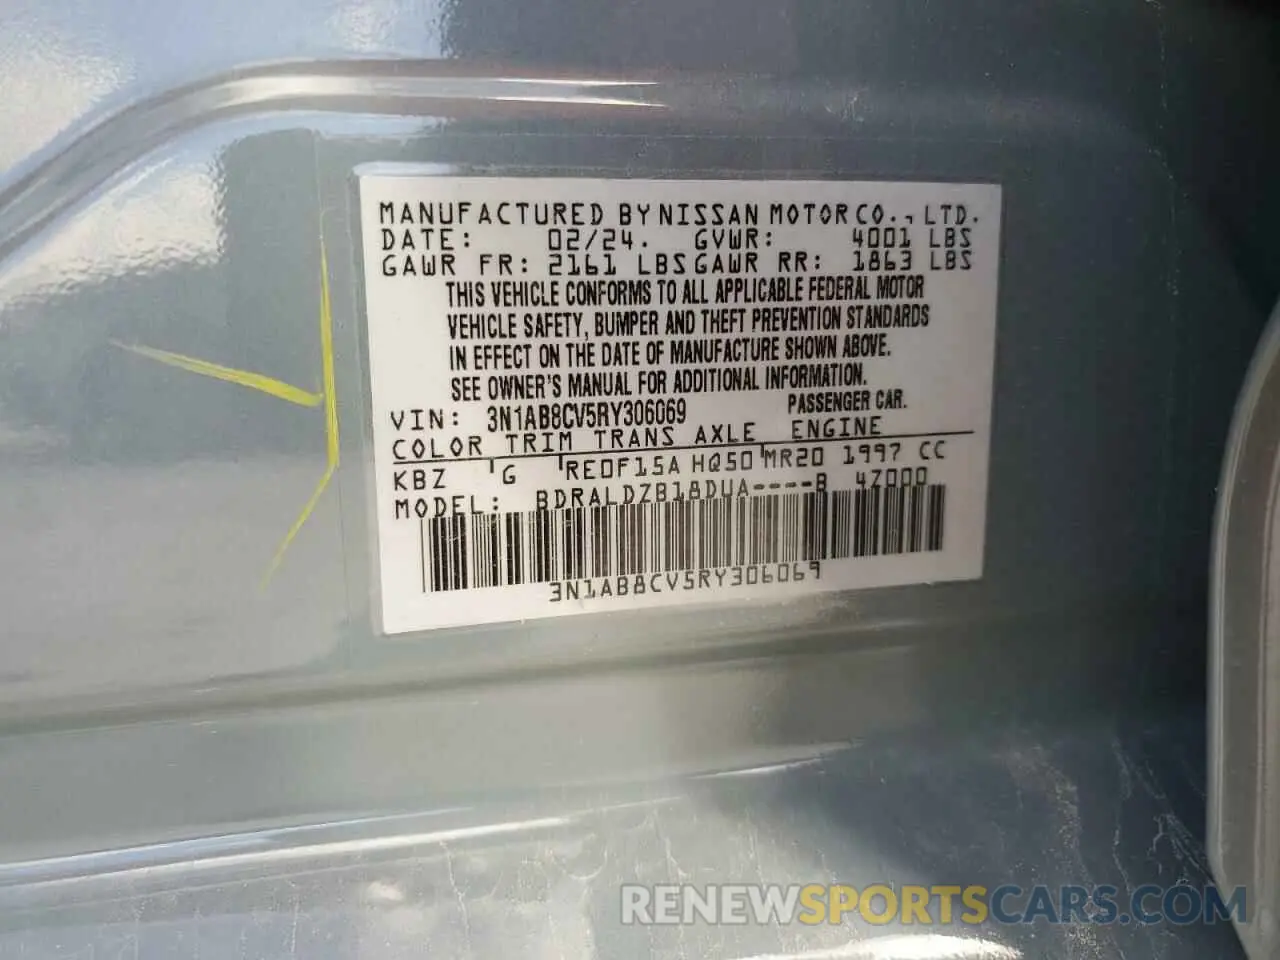 MANUFACTURED BY NISSAN MOTOR CO., LTD.
DATE: 02/24. GVWR: 4001 LBS
GAWR FR: 2161 LBS GAWR RR: 1863 LBS
THIS VEHICLE CONFORMS TO ALL APPLICABLE FEDERAL MOTOR
VEHICLE SAFETY, BUMPER AND THEFT PREVENTION STANDARDS
IN EFFECT ON THE DATE OF MANUFACTURE SHOWN ABOVE.
SEE OWNER'S MANUAL FOR ADDITIONAL INFORMATION.
VIN: 3N1AB8CV5RY306069 PASSENGER CAR.
COLOR TRIM TRANS AXLE ENGINE
KBZ G RE0F15A HQ50 MR20 1997 CC
MODEL: BDRALDZB18DUA----B 4Z000
3N1AB8CV5RY306069
RENEWSPORTSCARS.COM